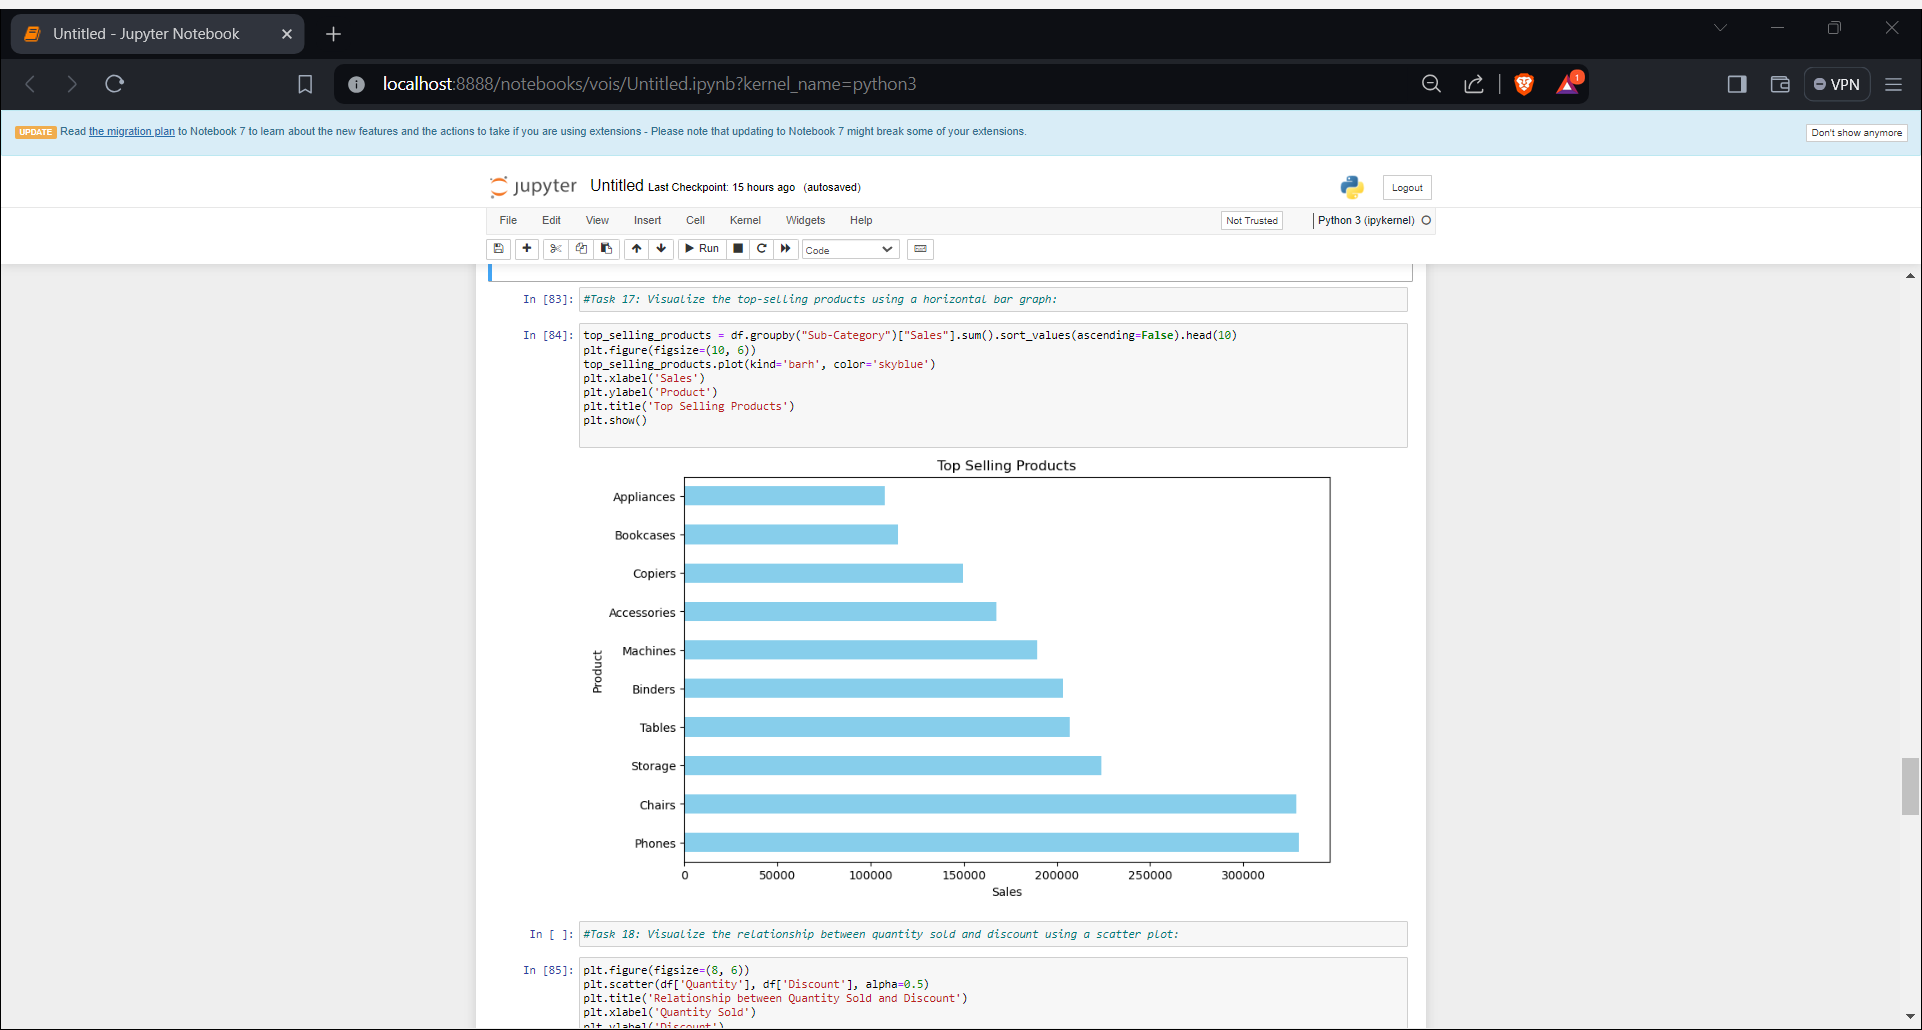 Untitled - Jupyter Notebook
localhost:8888/notebooks/vois/Untitled.ipynb?kernel_name=python3
1
VPN
UPDATE Read the migration plan to Notebook 7 to learn about the new features and the actions to take if you are using extensions - Please note that updating to Notebook 7 might break some of your extensions.
Don't show anymore
jupyter Untitled Last Checkpoint: 15 hours ago (autosaved)
Logout
File Edit View Insert Cell Kernel Widgets Help
Not Trusted
Python 3 (ipykernel)
Run
Code
In [83]: #Task 17: Visualize the top-selling products using a horizontal bar graph:
In [84]: top_selling_products = df.groupby("Sub-Category")["Sales"].sum().sort_values(ascending=False).head(10)
plt.figure(figsize=(10, 6))
top_selling_products.plot(kind='barh', color='skyblue')
plt.xlabel('Sales')
plt.ylabel('Product')
plt.title('Top Selling Products')
plt.show()
Top Selling Products
Appliances
Bookcases
Copiers
Accessories
Machines
Binders
Tables
Storage
Chairs
Phones
Product
0 50000 100000 150000 200000 250000 300000
Sales
In [ ]: #Task 18: Visualize the relationship between quantity sold and discount using a scatter plot:
In [85]: plt.figure(figsize=(8, 6))
plt.scatter(df['Quantity'], df['Discount'], alpha=0.5)
plt.title('Relationship between Quantity Sold and Discount')
plt.xlabel('Quantity Sold')
plt.ylabel('Discount')